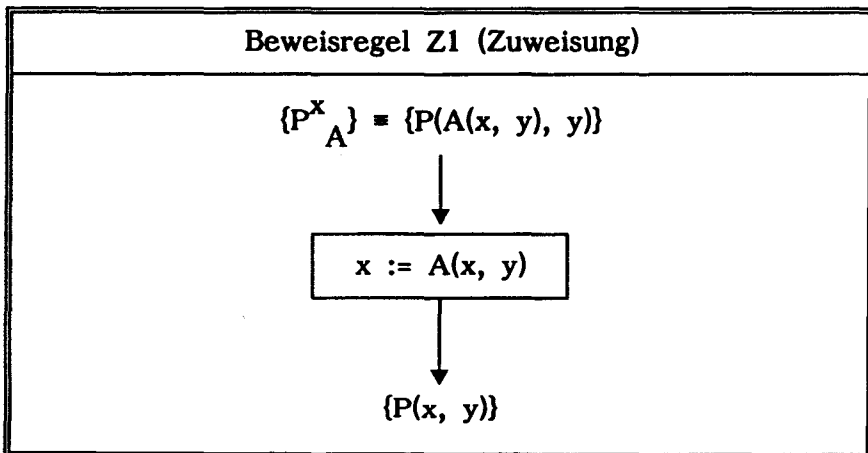 Beweisregel Z1 (Zuweisung)
{P^x_A} ≡ {P(A(x, y), y)}
x := A(x, y)
{P(x, y)}